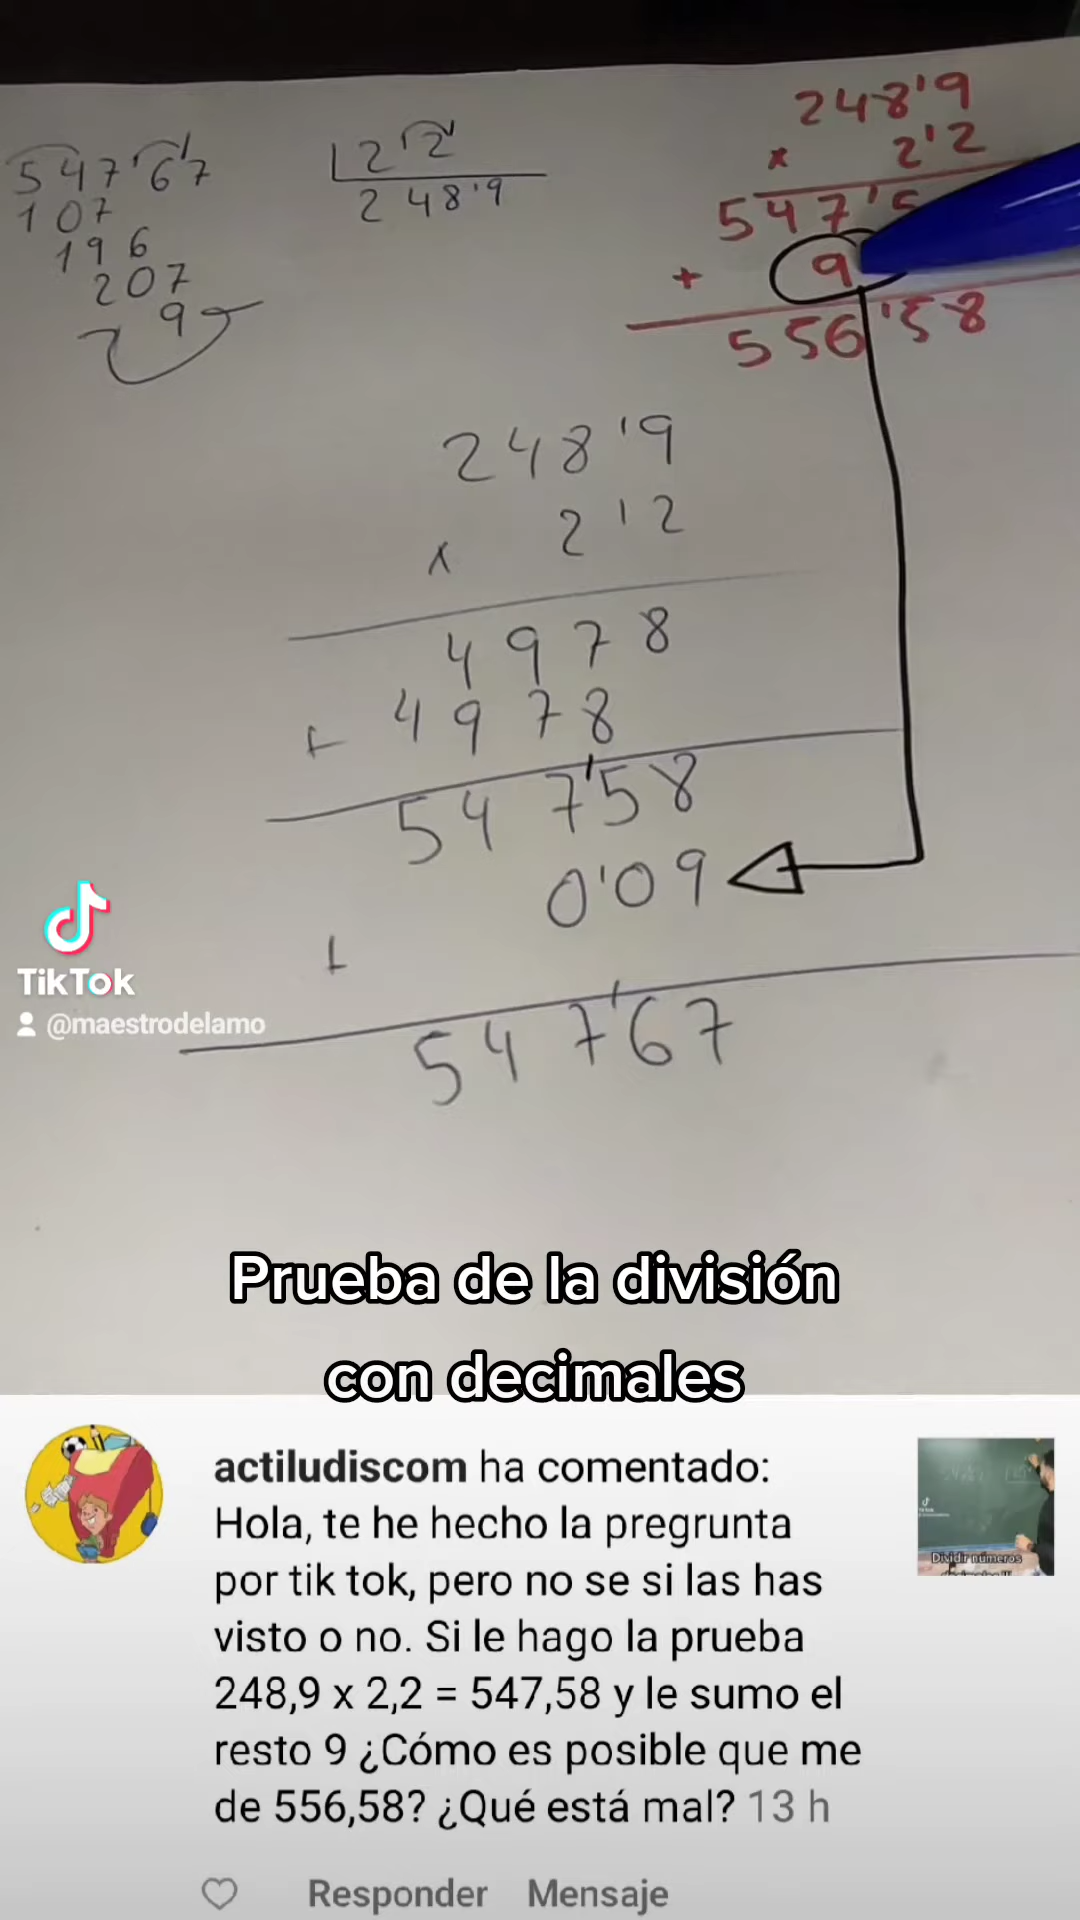 547'67
2'2
248'9
107
196
207
9
248'9
x 2'2
547'5
+ 9
556'58
248'9
x 2'2
4978
+ 4978
547'58
0'09
+
547'67
TikTok
@maestrodelamo
Prueba de la división
con decimales
actiludiscom ha comentado:
Hola, te he hecho la pregrunta
por tik tok, pero no se si las has
visto o no. Si le hago la prueba
248,9 x 2,2 = 547,58 y le sumo el
resto 9 ¿Cómo es posible que me
de 556,58? ¿Qué está mal? 13 h
Responder Mensaje
Dividir números